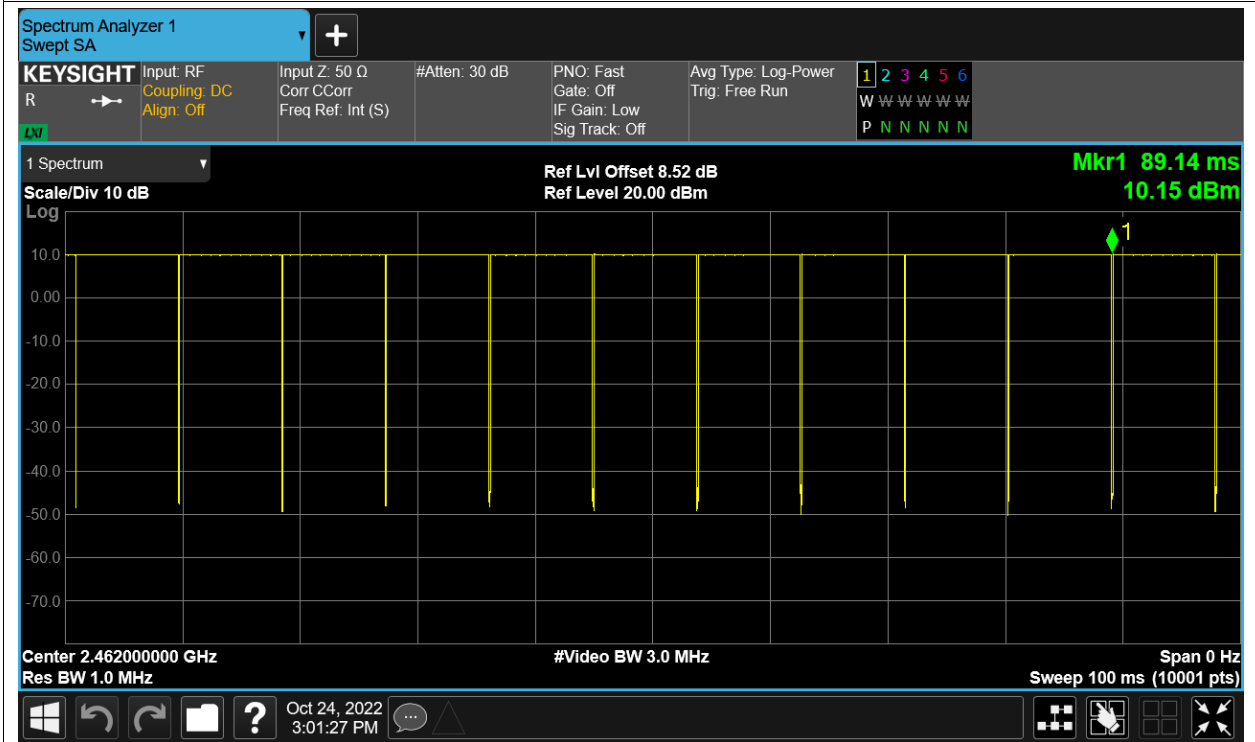 Spectrum Analyzer 1
Swept SA
▼
+
KEYSIGHT
R
LXI
Input: RF
Coupling: DC
Align: Off
Input Z: 50 Ω
Corr CCorr
Freq Ref: Int (S)
#Atten: 30 dB
PNO: Fast
Gate: Off
IF Gain: Low
Sig Track: Off
Avg Type: Log-Power
Trig: Free Run
1 2 3 4 5 6
W W W W W W
P N N N N N
1 Spectrum ▼
Scale/Div 10 dB
Log
Ref Lvl Offset 8.52 dB
Ref Level 20.00 dBm
Mkr1 89.14 ms
10.15 dBm
1
10.0
0.00
-10.0
-20.0
-30.0
-40.0
-50.0
-60.0
-70.0
Center 2.462000000 GHz
Res BW 1.0 MHz
#Video BW 3.0 MHz
Span 0 Hz
Sweep 100 ms (10001 pts)
?
Oct 24, 2022
3:01:27 PM